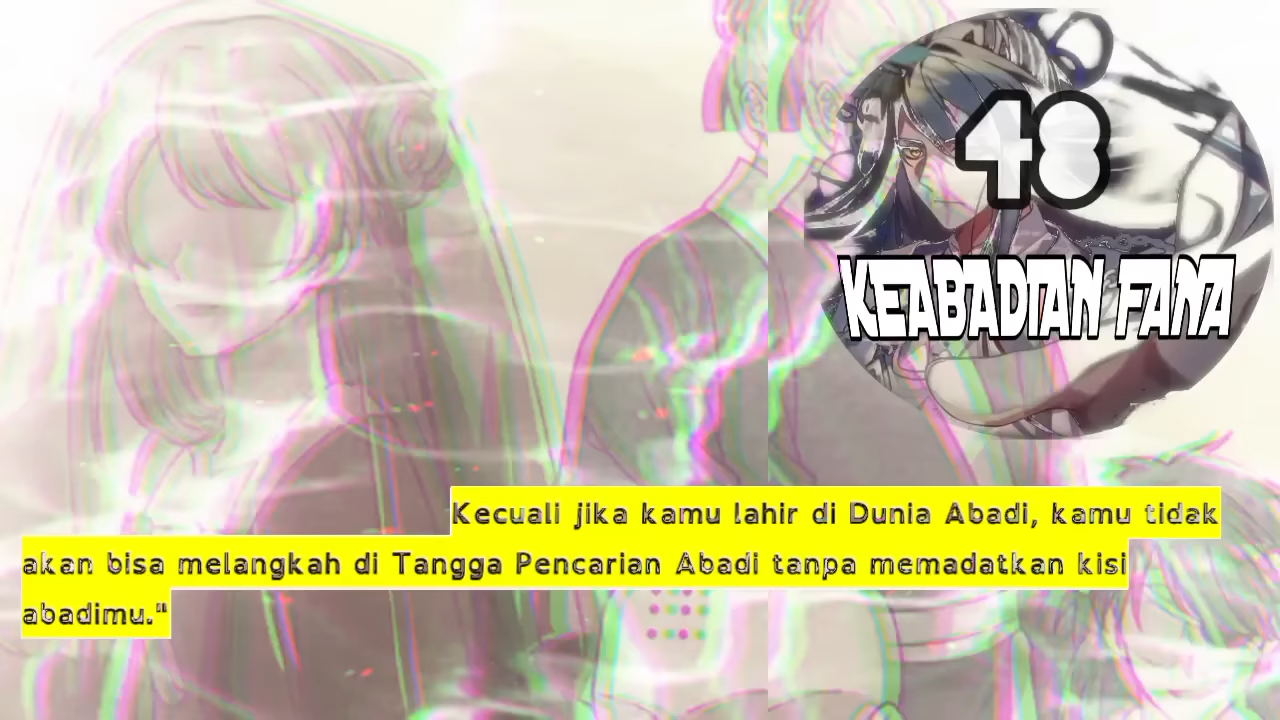 48
KEABADIAN FANA
Kecuali jika kamu lahir di Dunia Abadi, kamu tidak
akan bisa melangkah di Tangga Pencarian Abadi tanpa memadatkan kisi
abadimu."